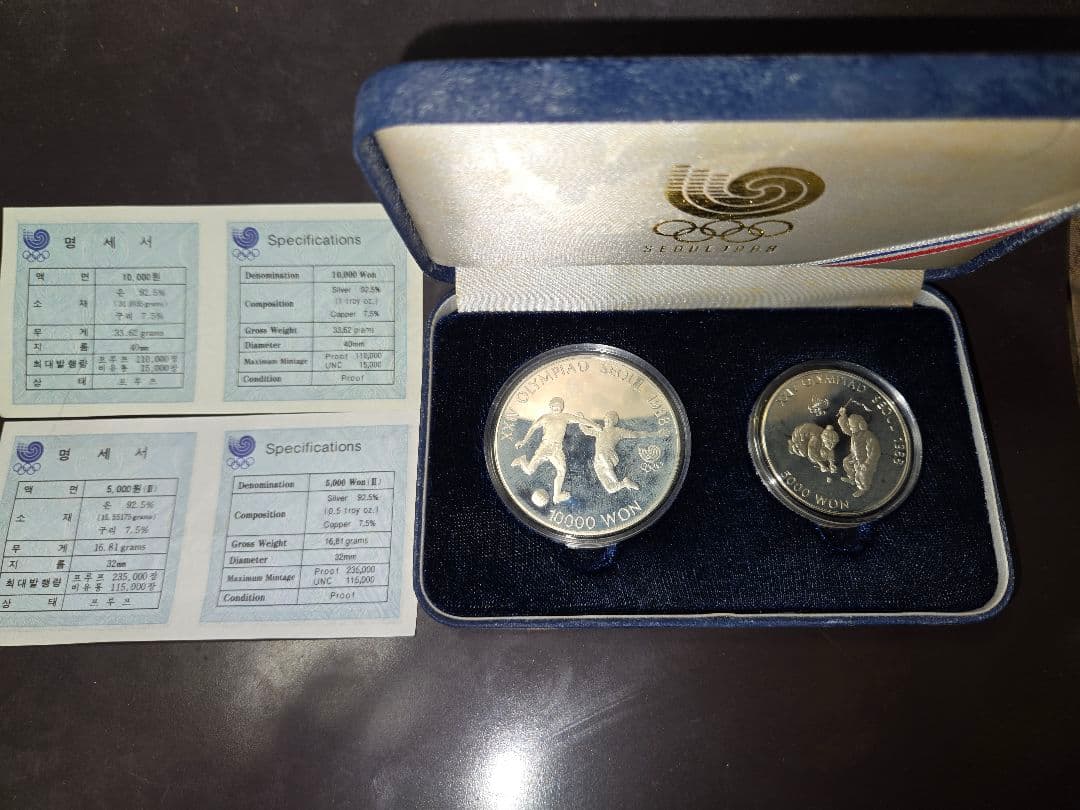 명 세 서
액 면 10,000원
소 재 은 92.5%
구리 7.5%
무 게 33.62 grams
지 름 40mm
최대발행량 프루프 110,000장
비유통 15,000장
상 태 프루프
Specifications
Denomination 10,000 Won
Composition Silver 92.5%
(1 troy oz.)
Copper 7.5%
Gross Weight 33.62 grams
Diameter 40mm
Maximum Mintage Proof 110,000
UNC 15,000
Condition Proof
명 세 서
액 면 5,000원(Ⅱ)
소 재 은 92.5%
(15.55175grams)
구리 7.5%
무 게 16.81 grams
지 름 32mm
최대발행량 프루프 235,000장
비유통 115,000장
상 태 프루프
Specifications
Denomination 5,000 Won(Ⅱ)
Composition Silver 92.5%
(0.5 troy oz.)
Copper 7.5%
Gross Weight 16.81 grams
Diameter 32mm
Maximum Mintage Proof 235,000
UNC 115,000
Condition Proof
SEOUL 1988
XXIV OLYMPIAD SEOUL 1988
10000 WON
XXIV OLYMPIAD SEOUL 1988
5000 WON